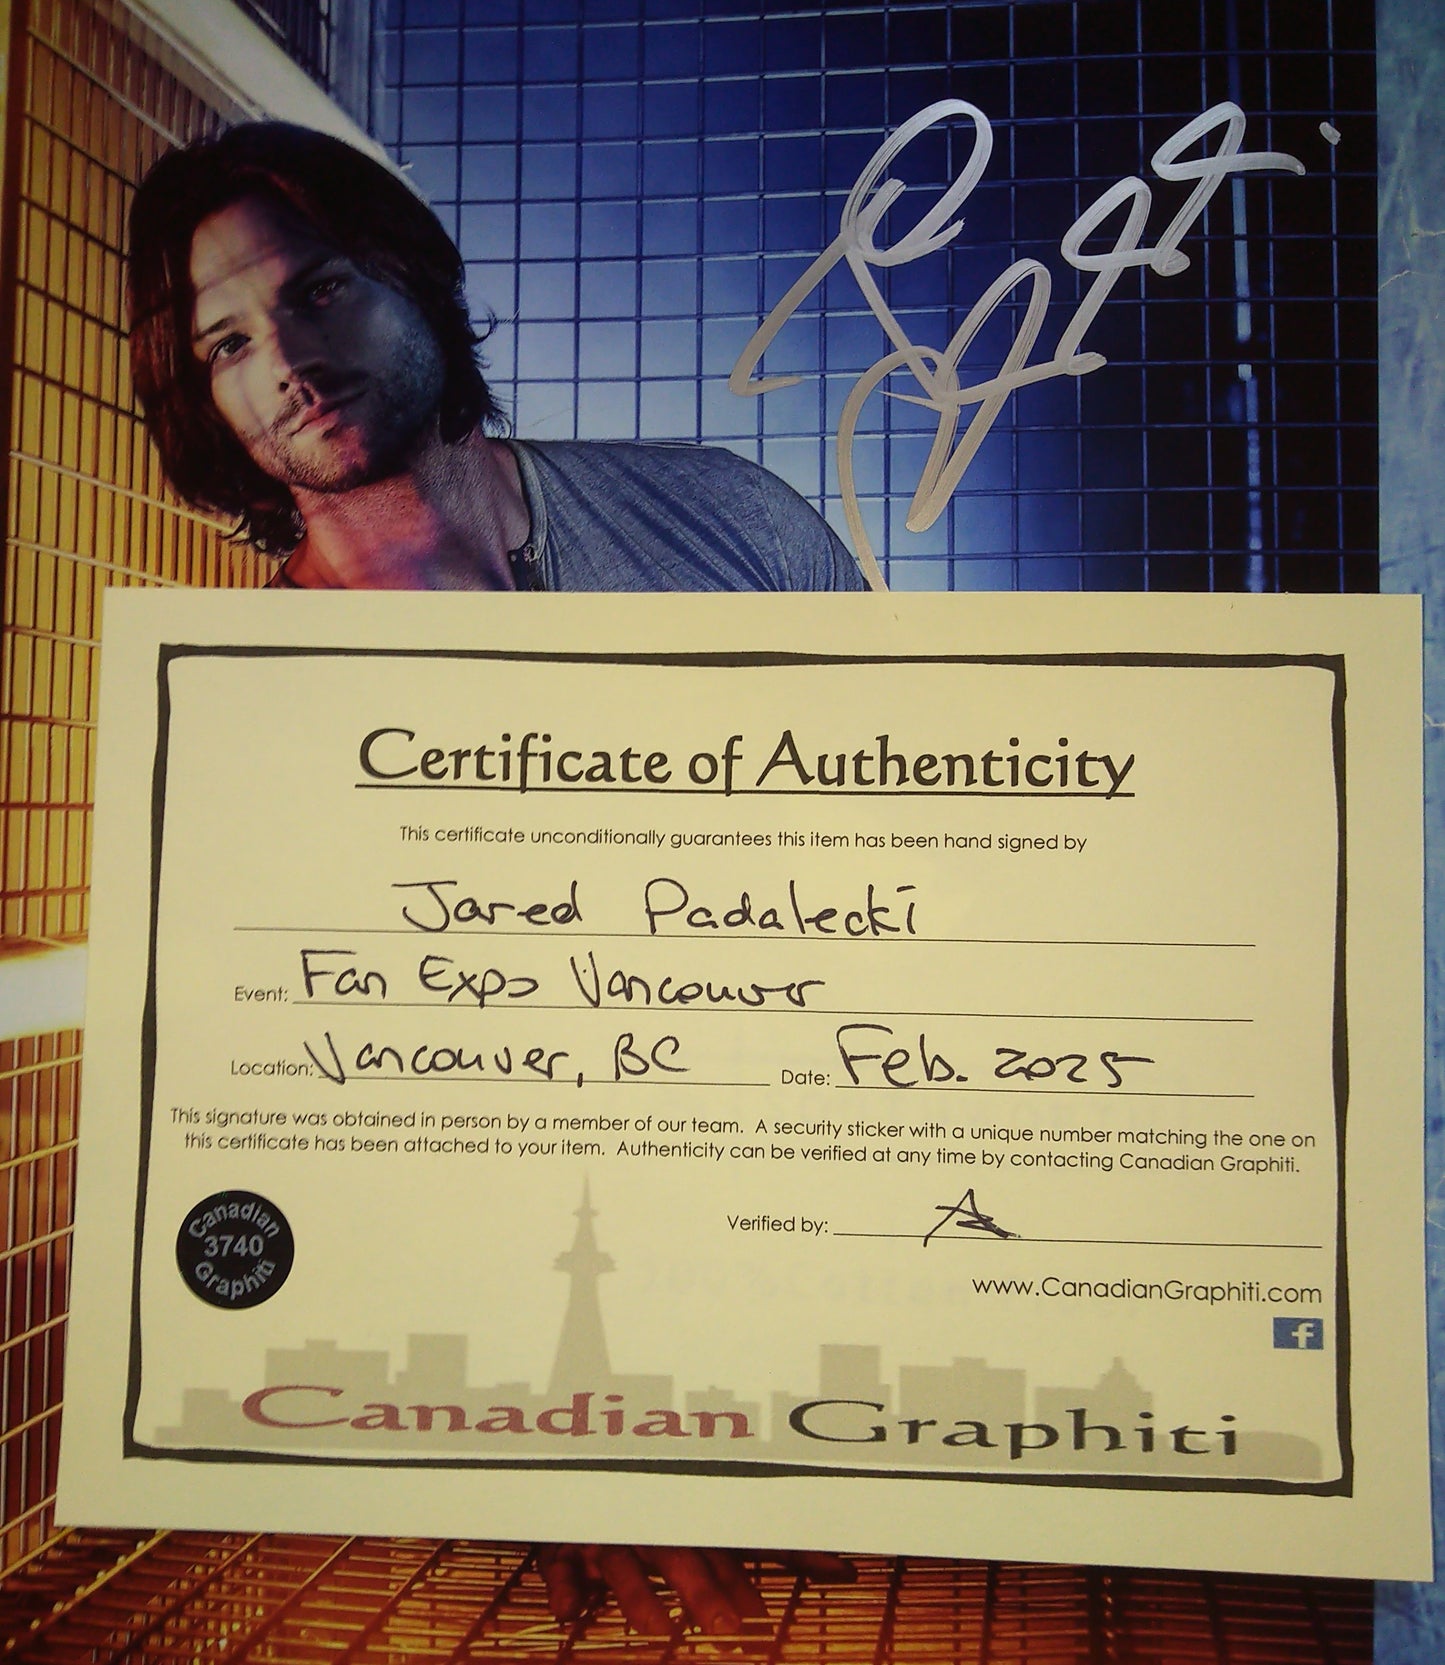 Certificate of Authenticity
This certificate unconditionally guarantees this item has been hand signed by
Jared Padalecki
Event: Fan Expo Vancouver
Location: Vancouver, BC Date: Feb. 2025
This signature was obtained in person by a member of our team. A security sticker with a unique number matching the one on
this certificate has been attached to your item. Authenticity can be verified at any time by contacting Canadian Graphiti.
Verified by:
Canadian
3740
Graphiti
www.CanadianGraphiti.com
f
Canadian Graphiti